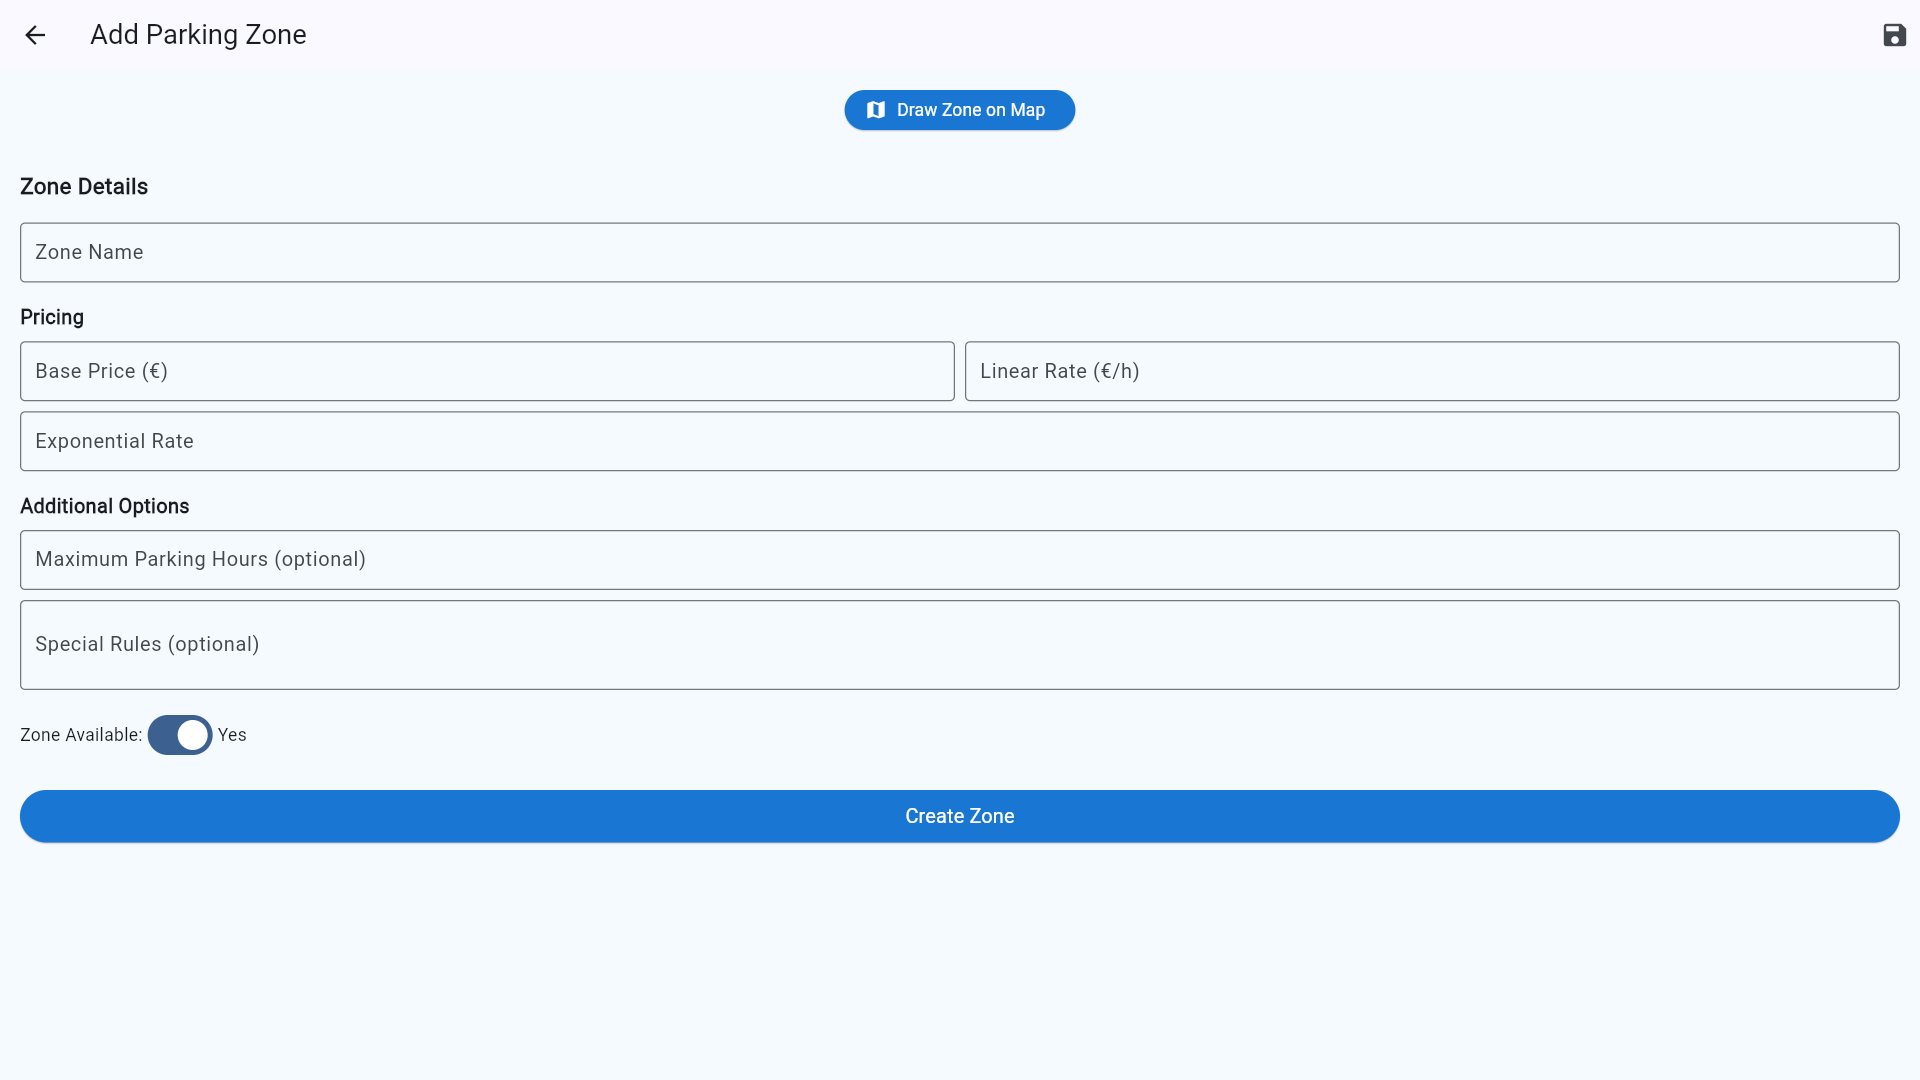 Add Parking Zone
Draw Zone on Map
Zone Details
Zone Name
Pricing
Base Price (€)
Linear Rate (€/h)
Exponential Rate
Additional Options
Maximum Parking Hours (optional)
Special Rules (optional)
Zone Available: Yes
Create Zone